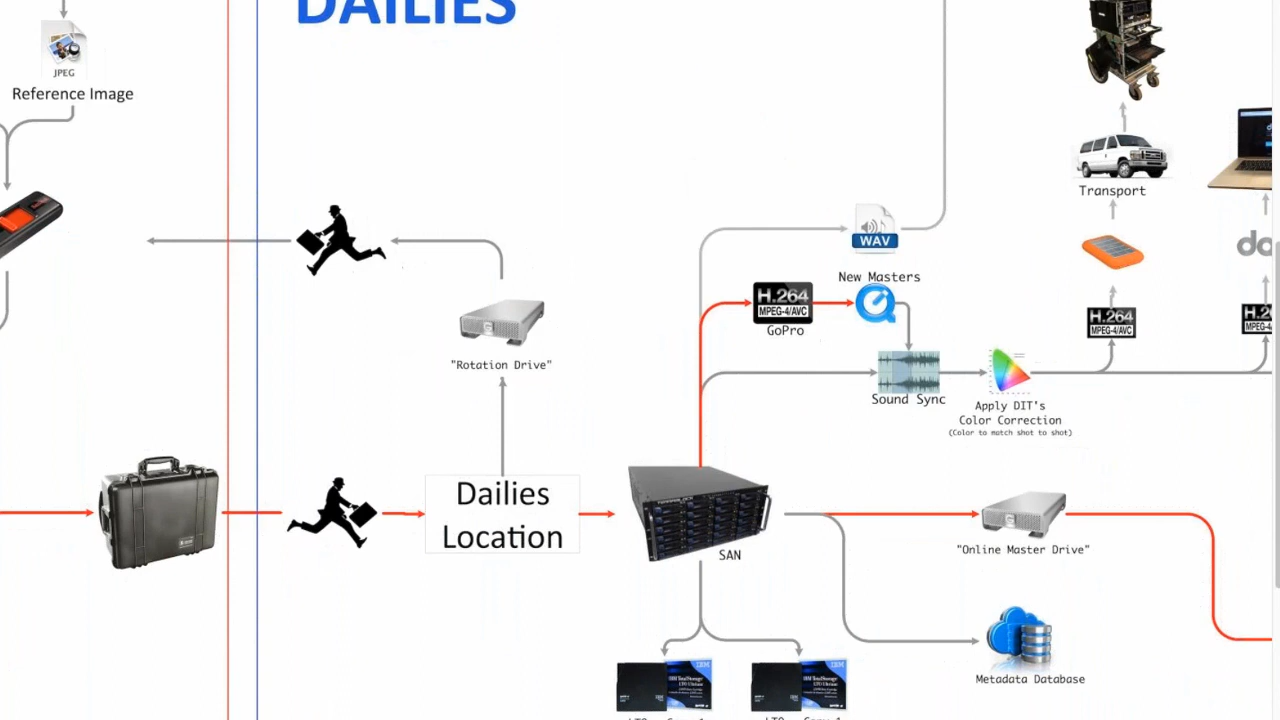 DAILIES
JPEG
Reference Image
Transport
WAV
New Masters
H.264
MPEG-4/AVC
GoPro
H.264
MPEG-4/AVC
"Rotation Drive"
Sound Sync
Apply DIT's
Color Correction
(Color to match shot to shot)
Dailies
Location
SAN
"Online Master Drive"
Metadata Database
IBM
IBM